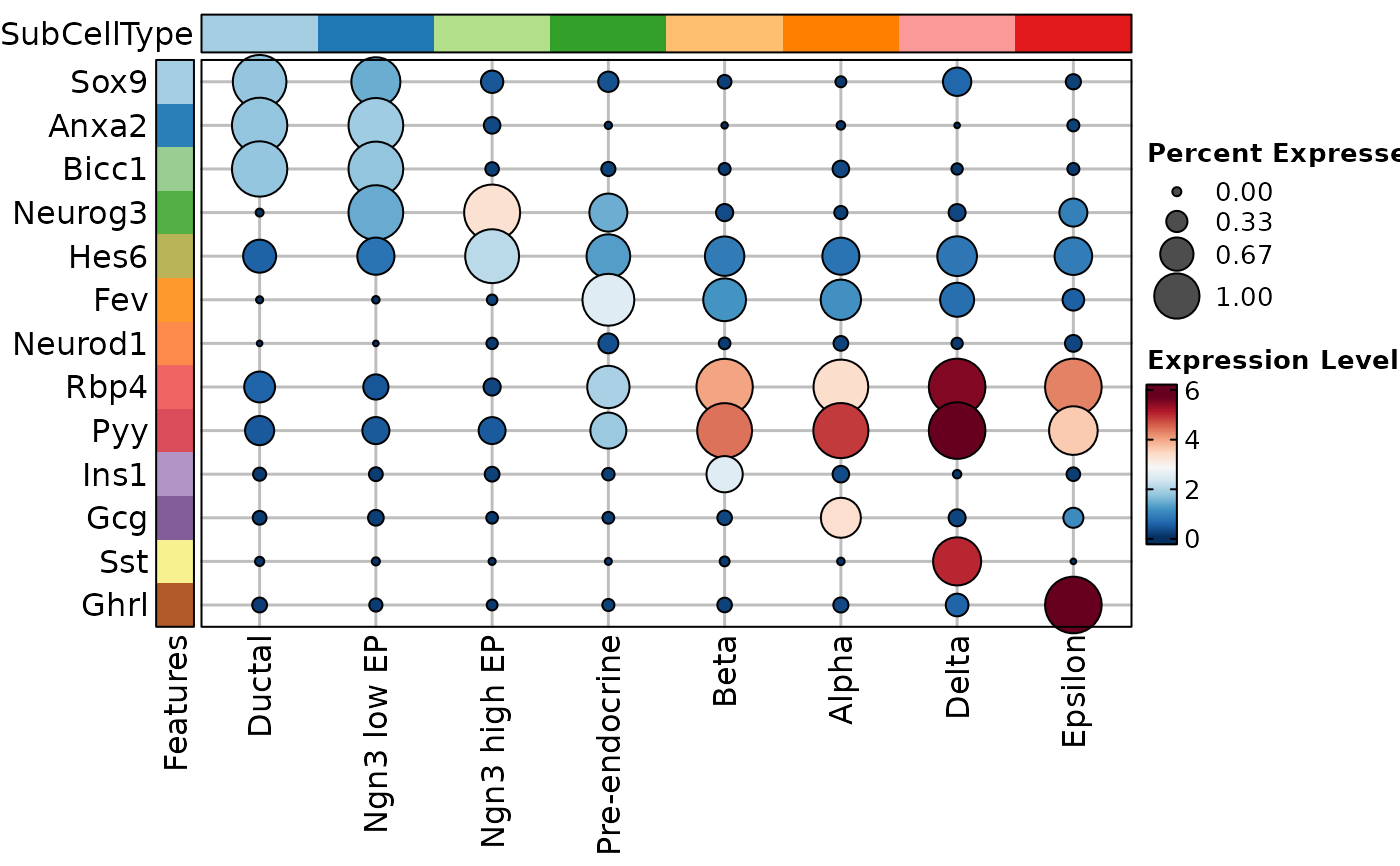 SubCellType
Sox9
Anxa2
Bicc1
Neurog3
Hes6
Fev
Neurod1
Rbp4
Pyy
Ins1
Gcg
Sst
Ghrl
Features
Ductal
Ngn3 low EP
Ngn3 high EP
Pre-endocrine
Beta
Alpha
Delta
Epsilon
Percent Expresse
0.00
0.33
0.67
1.00
Expression Level
6
4
2
0